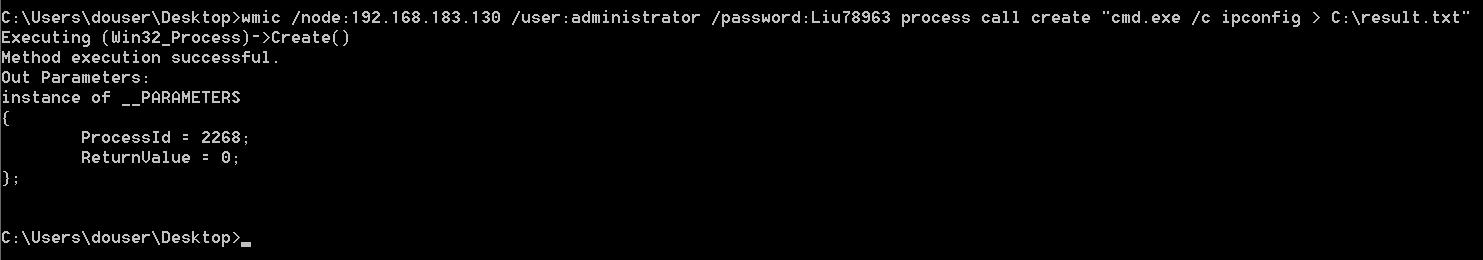 C:\Users\douser\Desktop>wmic /node:192.168.183.130 /user:administrator /password:Liu78963 process call create "cmd.exe /c ipconfig > C:\result.txt"
Executing (Win32_Process)->Create()
Method execution successful.
Out Parameters:
instance of __PARAMETERS
{
        ProcessId = 2268;
        ReturnValue = 0;
};
C:\Users\douser\Desktop>